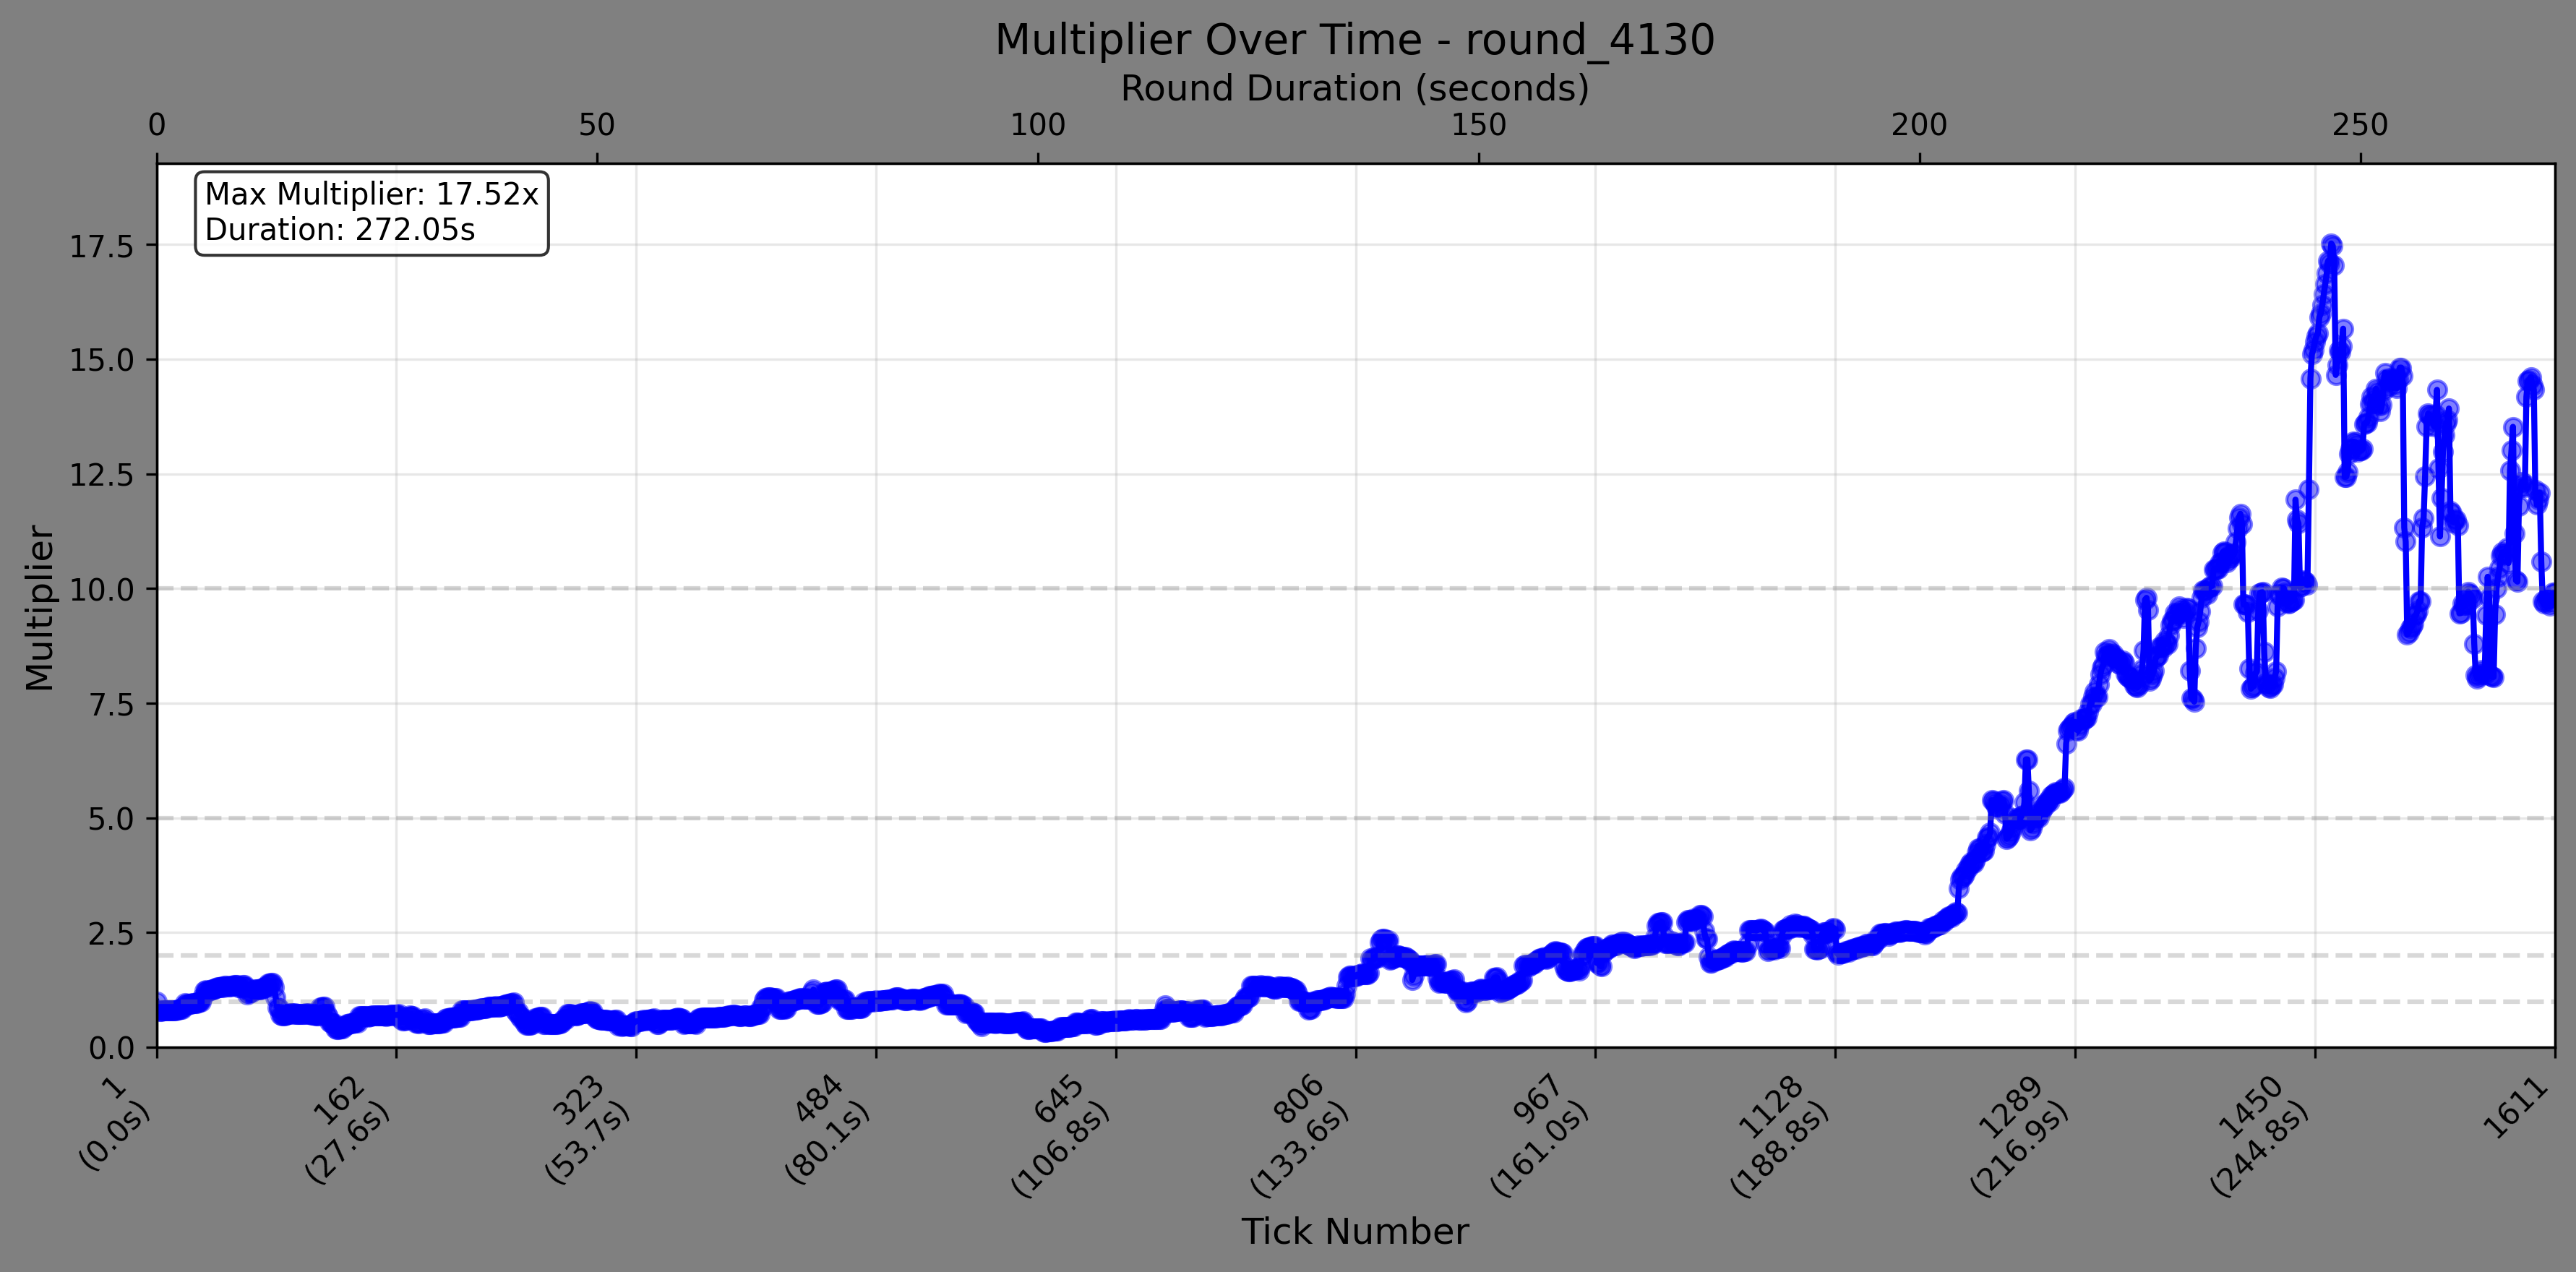 Multiplier Over Time - round_4130
Round Duration (seconds)
0 50 100 150 200 250
Max Multiplier: 17.52x
Duration: 272.05s
Multiplier
17.5
15.0
12.5
10.0
7.5
5.0
2.5
0.0
1
(0.0s)
162
(27.6s)
323
(53.7s)
484
(80.1s)
645
(106.8s)
806
(133.6s)
967
(161.0s)
1128
(188.8s)
1289
(216.9s)
1450
(244.8s)
1611
Tick Number